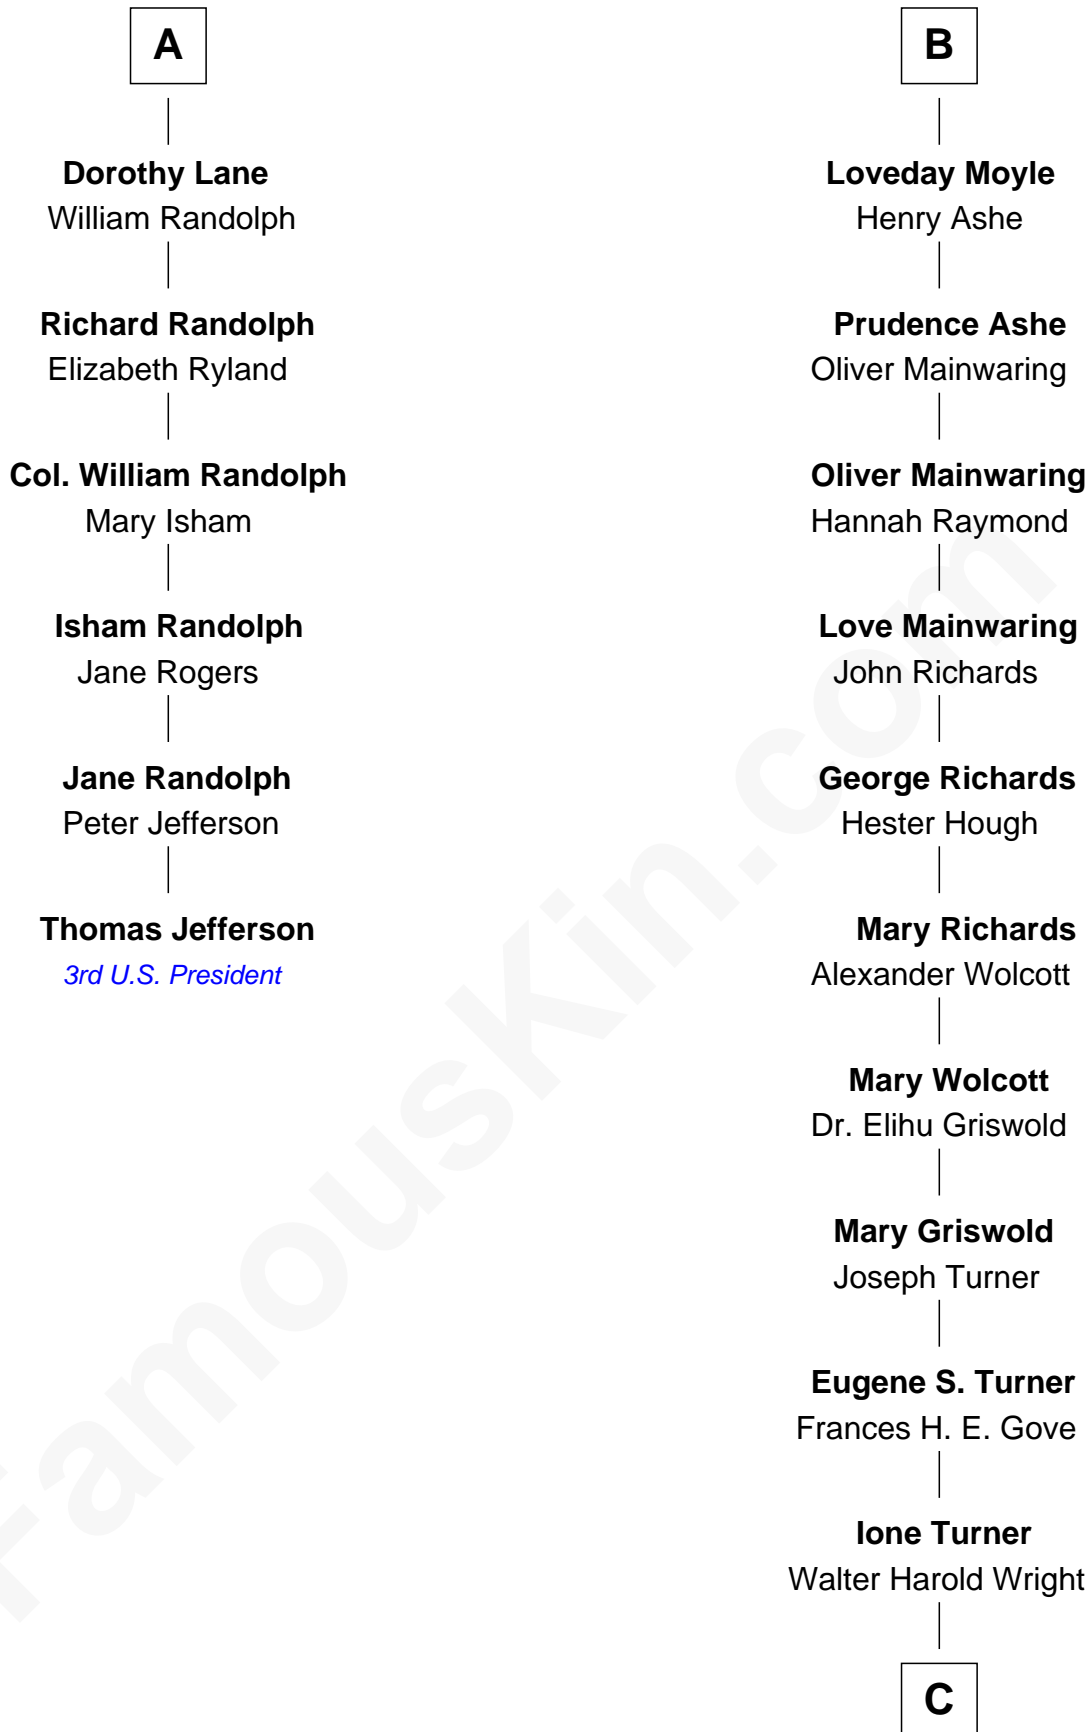 A
Dorothy Lane
William Randolph
Richard Randolph
Elizabeth Ryland
Col. William Randolph
Mary Isham
Isham Randolph
Jane Rogers
Jane Randolph
Peter Jefferson
Thomas Jefferson
3rd U.S. President
B
Loveday Moyle
Henry Ashe
Prudence Ashe
Oliver Mainwaring
Oliver Mainwaring
Hannah Raymond
Love Mainwaring
John Richards
George Richards
Hester Hough
Mary Richards
Alexander Wolcott
Mary Wolcott
Dr. Elihu Griswold
Mary Griswold
Joseph Turner
Eugene S. Turner
Frances H. E. Gove
Ione Turner
Walter Harold Wright
C
FamousKin.com